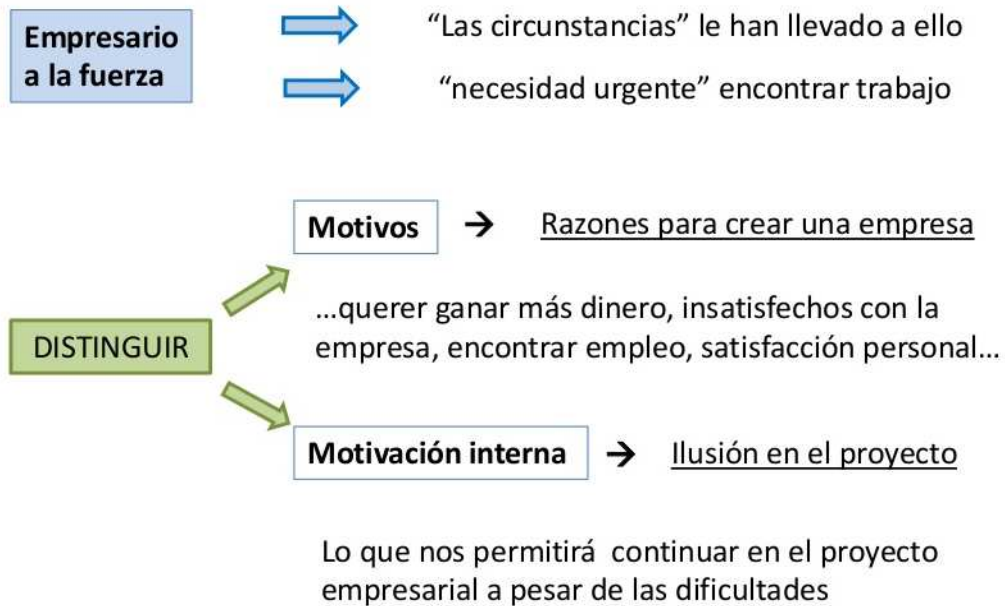 Empresario
a la fuerza
“Las circunstancias” le han llevado a ello
“necesidad urgente” encontrar trabajo
Motivos → Razones para crear una empresa
...querer ganar más dinero, insatisfechos con la
empresa, encontrar empleo, satisfacción personal...
DISTINGUIR
Motivación interna → Ilusión en el proyecto
Lo que nos permitirá continuar en el proyecto
empresarial a pesar de las dificultades